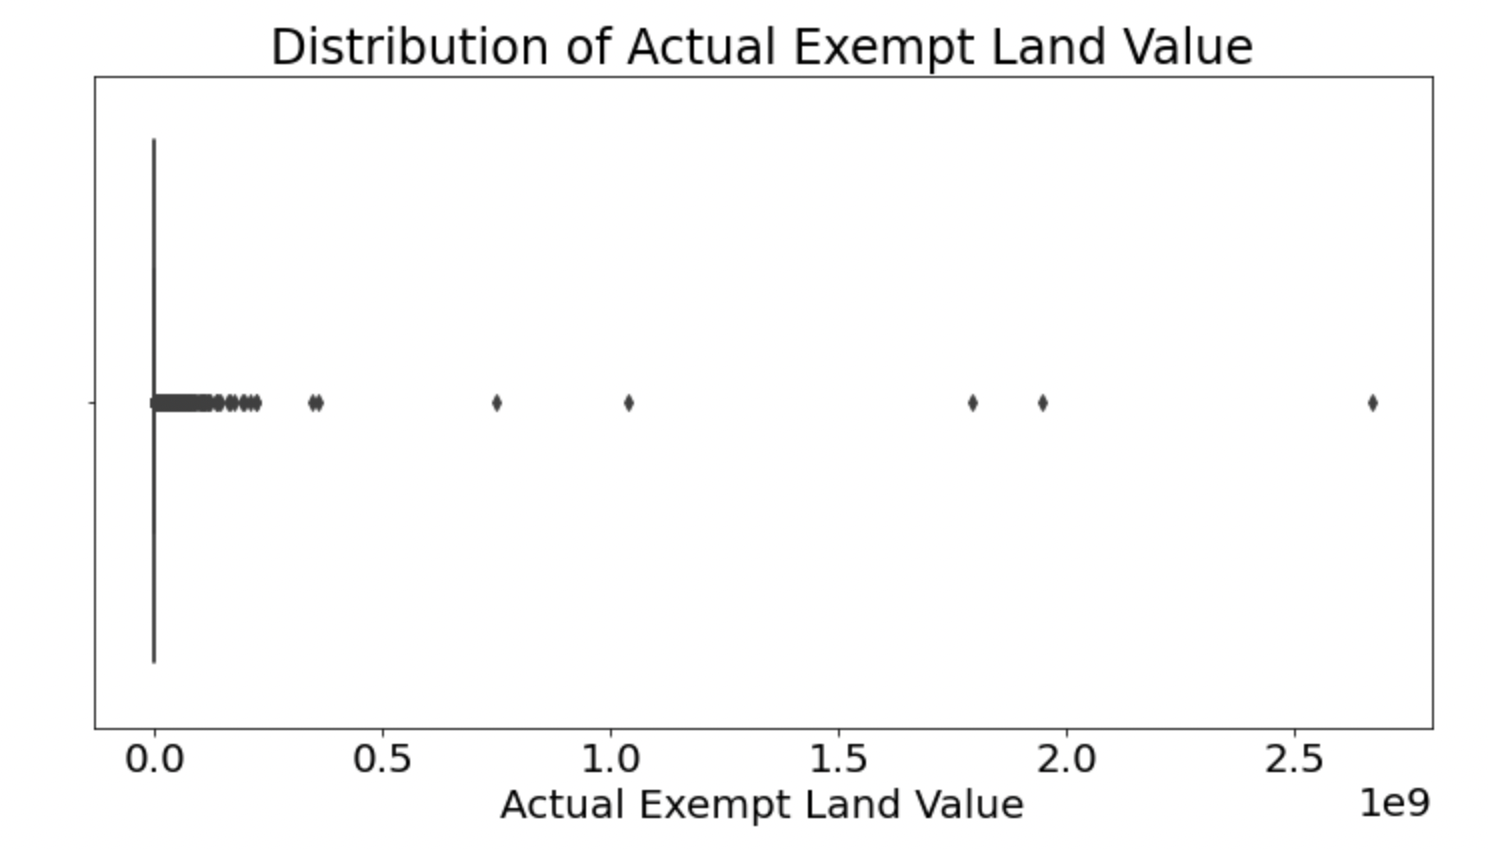 Distribution of Actual Exempt Land Value
0.0 0.5 1.0 1.5 2.0 2.5
Actual Exempt Land Value 1e9